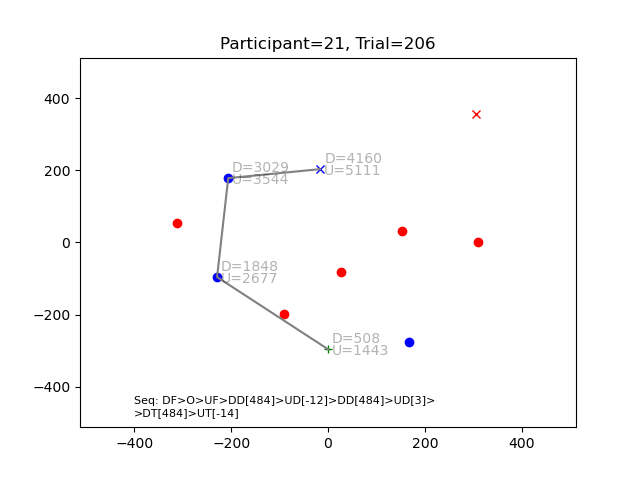 Participant=21, Trial=206
400
200
0
−200
−400
D=4160
U=5111
D=3029
U=3544
D=1848
U=2677
D=508
U=1443
Seq: DF>O>UF>DD[484]>UD[-12]>DD[484]>UD[3]>
>DT[484]>UT[-14]
−400
−200
0
200
400